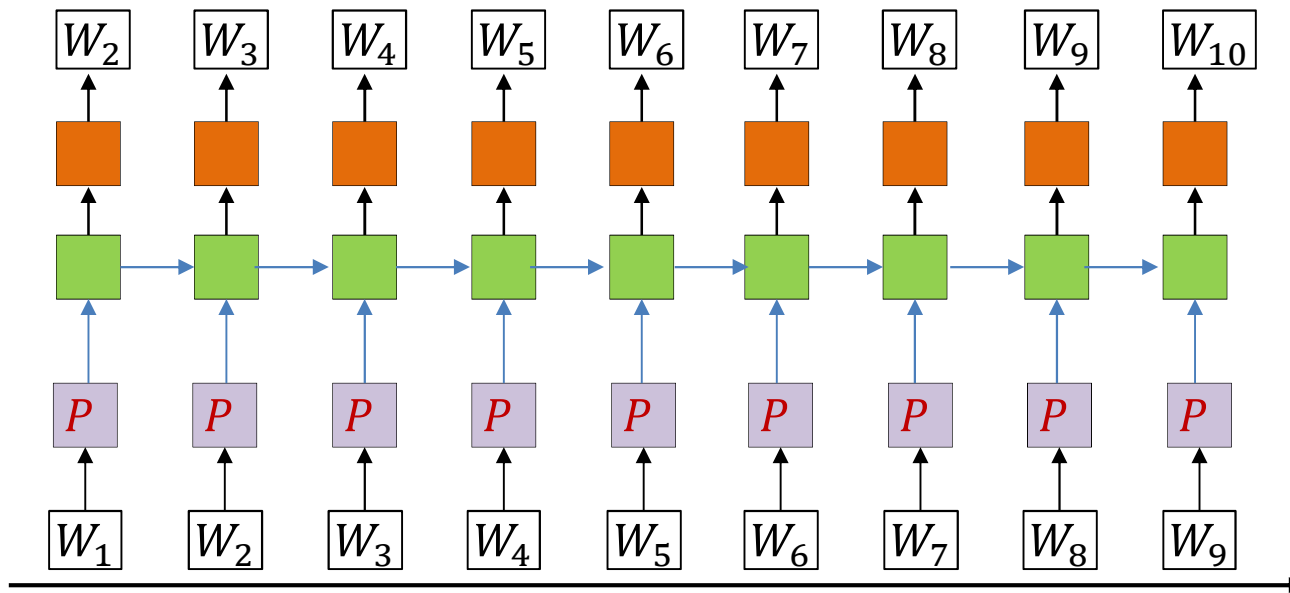 W₂ W₃ W₄ W₅ W₆ W₇ W₈ W₉ W₁₀
P P P P P P P P P
W₁ W₂ W₃ W₄ W₅ W₆ W₇ W₈ W₉